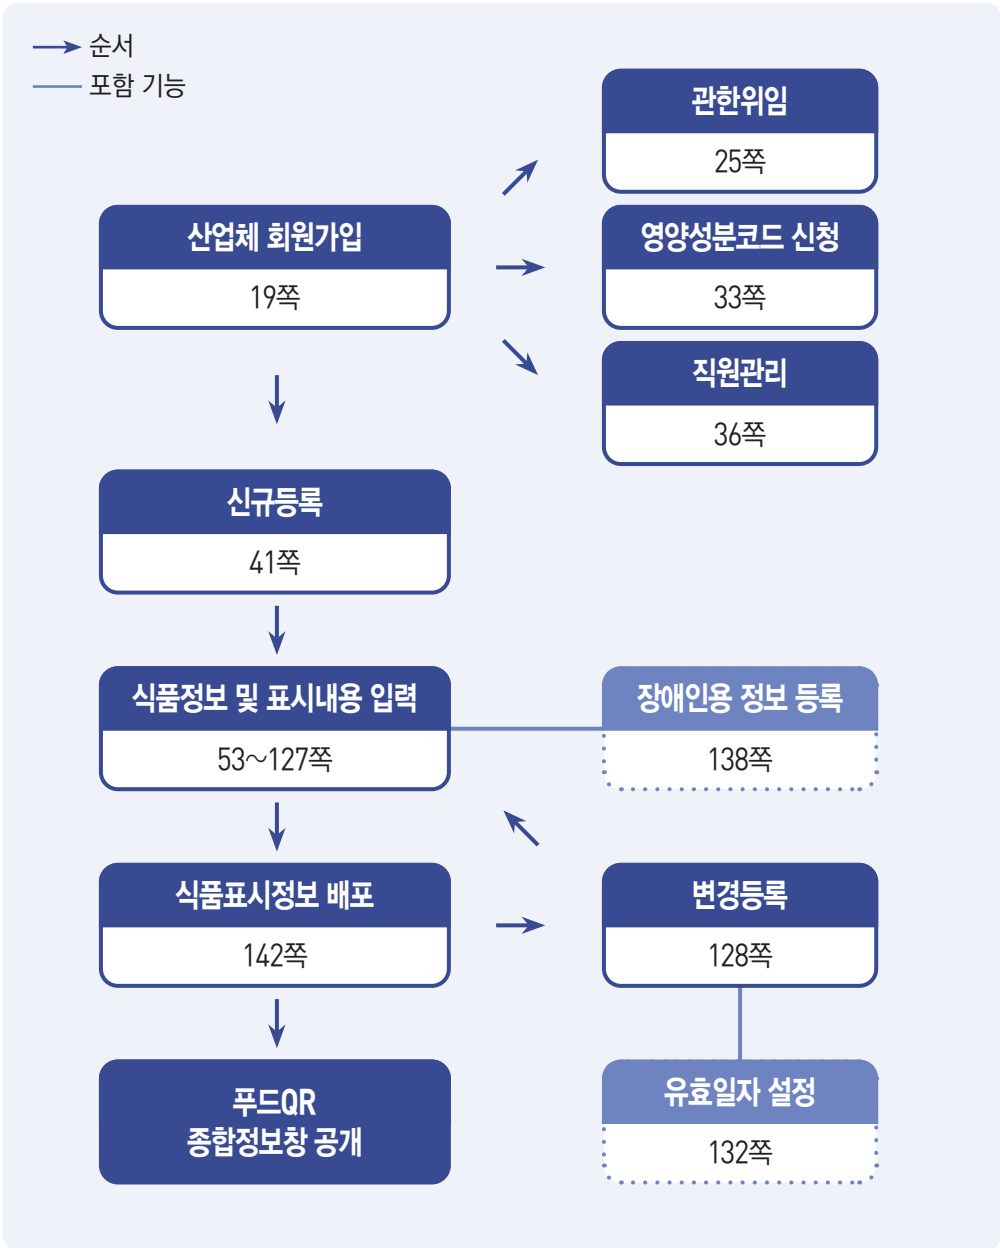 순서
포함 기능
관한위임
25쪽
산업체 회원가입
19쪽
영양성분코드 신청
33쪽
직원관리
36쪽
신규등록
41쪽
식품정보 및 표시내용 입력
53～127쪽
장애인용 정보 등록
138쪽
식품표시정보 배포
142쪽
변경등록
128쪽
푸드QR
종합정보창 공개
유효일자 설정
132쪽